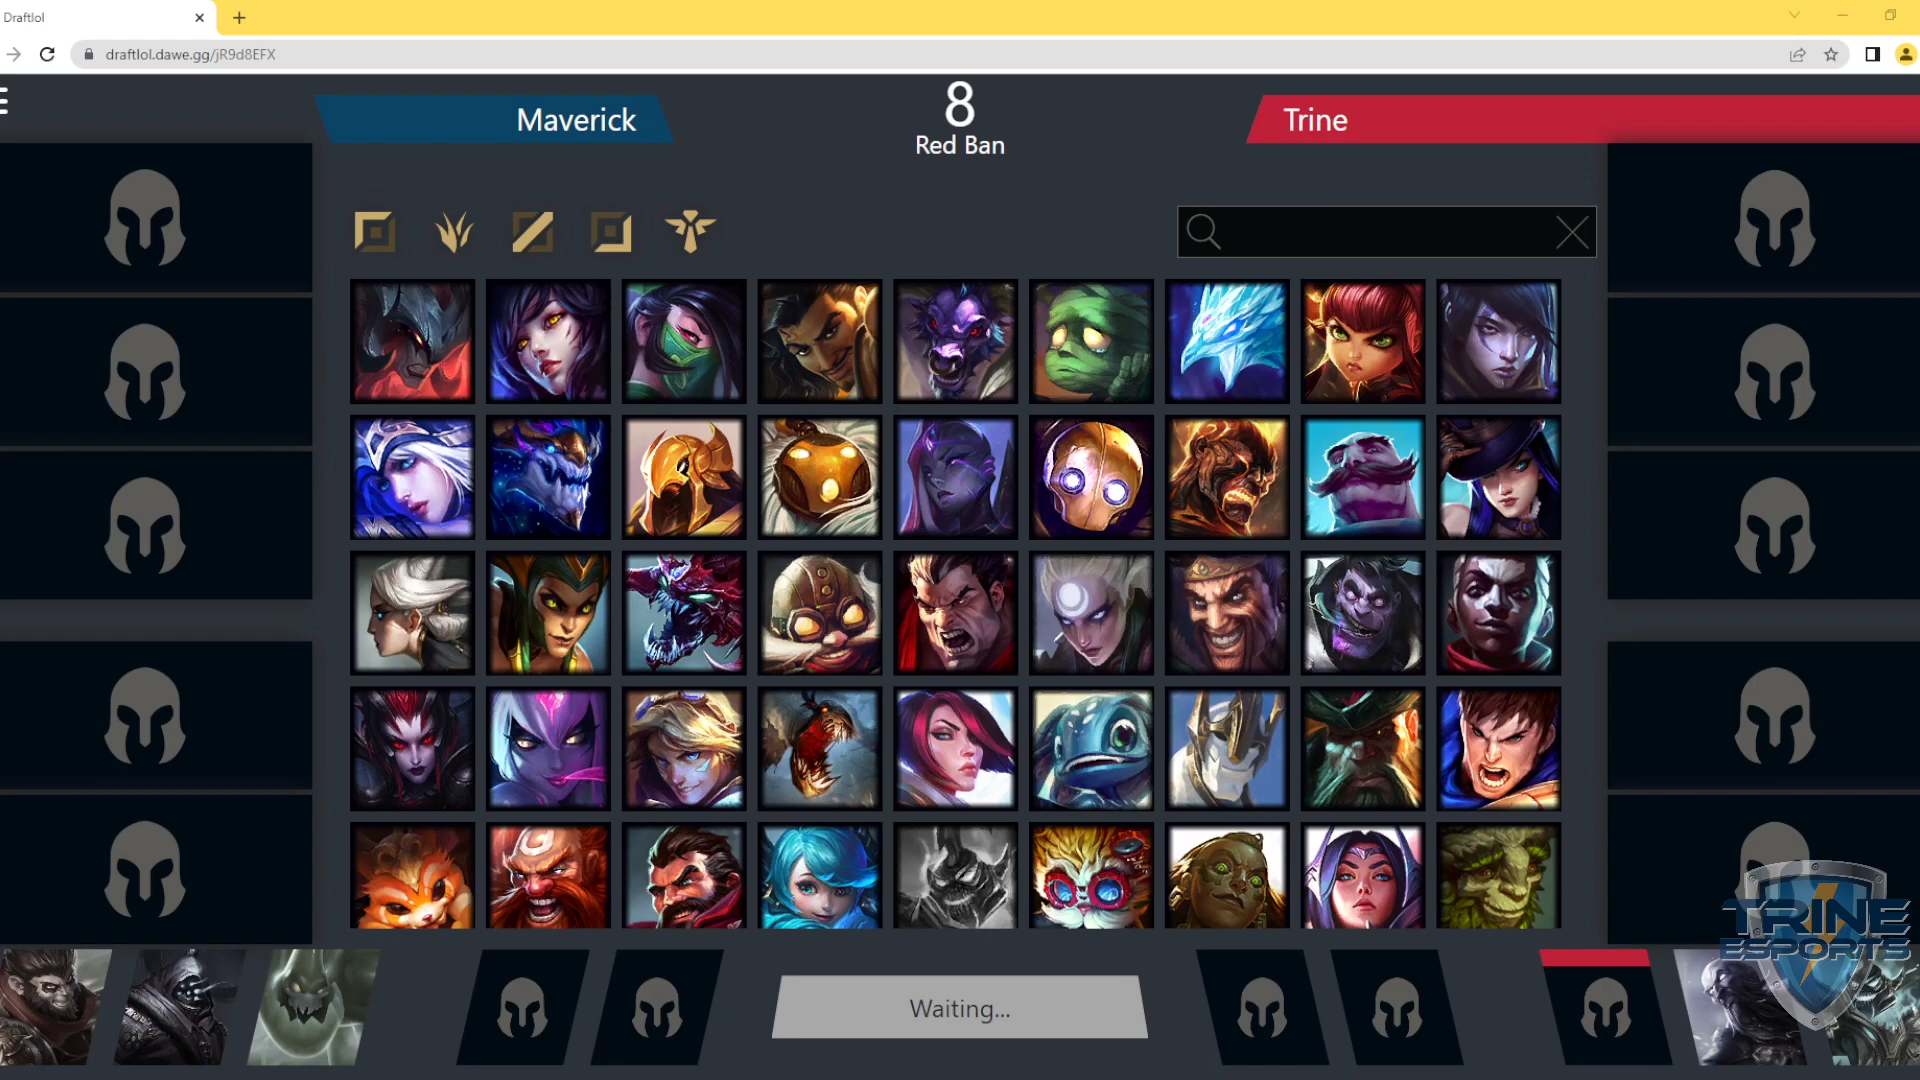 Draftlol
draftlol.dawe.gg/jR9d8EFX
Maverick
8
Red Ban
Trine
Waiting...
TRINE
ESPORTS